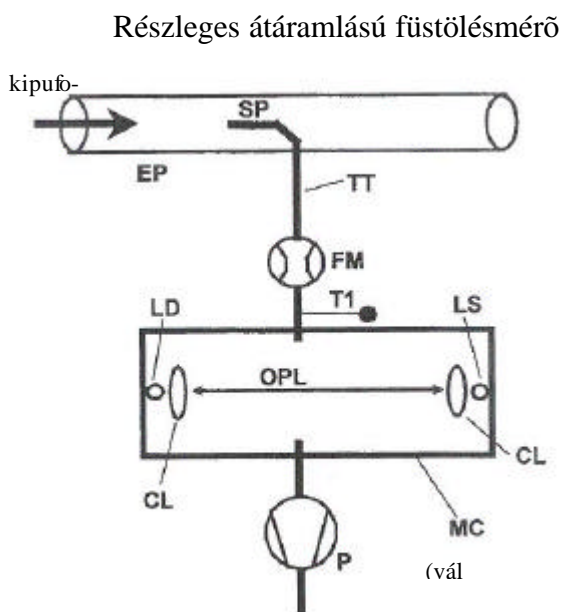 Részleges átáramlású füstölésmérõ
kipufo-
SP
EP
TT
FM
T1
LD
LS
OPL
CL
CL
MC
P
(vál